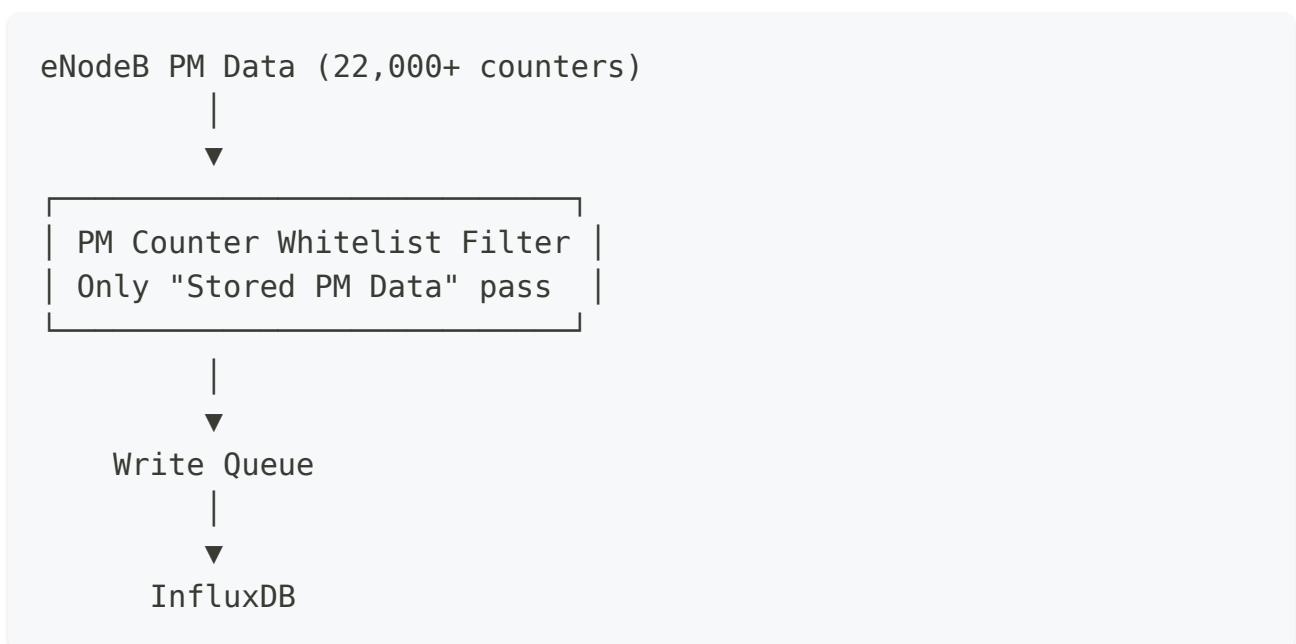 eNodeB PM Data (22,000+ counters)
PM Counter Whitelist Filter
Only "Stored PM Data" pass
Write Queue
InfluxDB